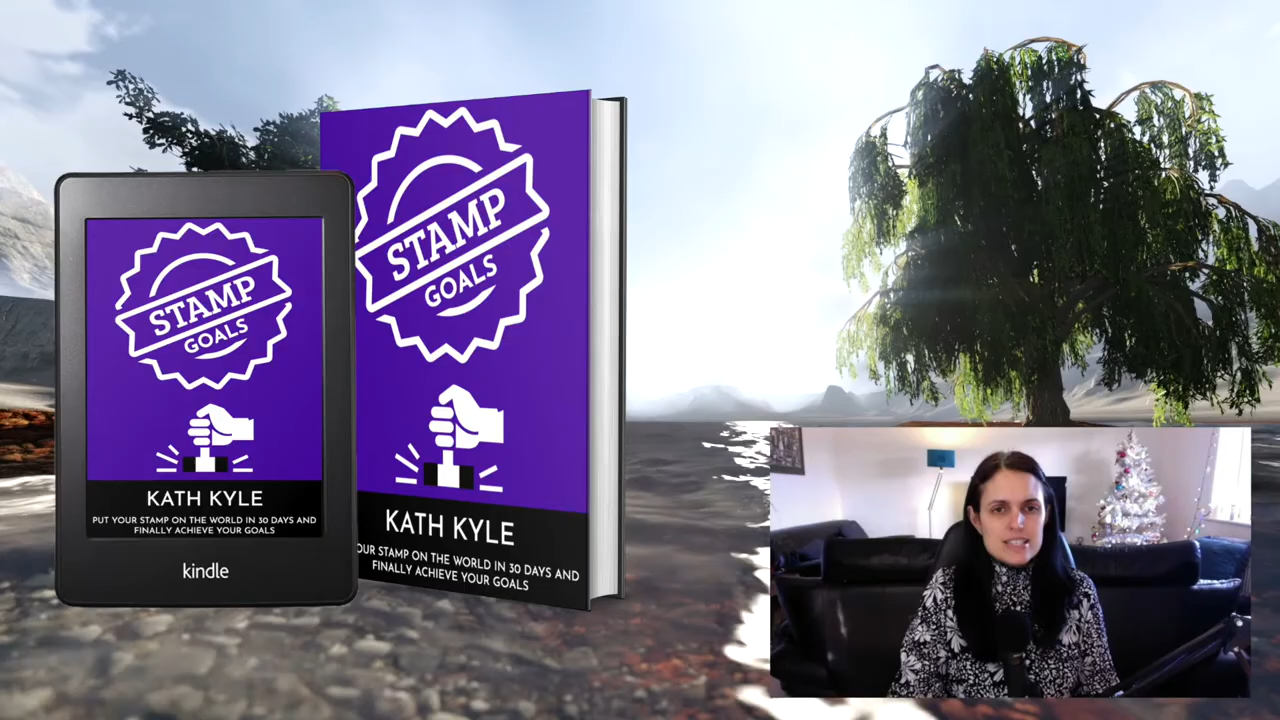 STAMP
GOALS
KATH KYLE
PUT YOUR STAMP ON THE WORLD IN 30 DAYS AND
FINALLY ACHIEVE YOUR GOALS
kindle
STAMP
GOALS
KATH KYLE
OUR STAMP ON THE WORLD IN 30 DAYS AND
FINALLY ACHIEVE YOUR GOALS